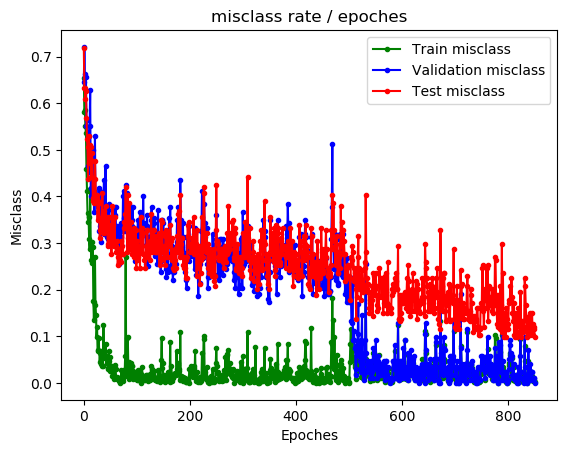 misclass rate / epoches
Train misclass
Validation misclass
Test misclass
Misclass
0.7
0.6
0.5
0.4
0.3
0.2
0.1
0.0
0 200 400 600 800
Epoches